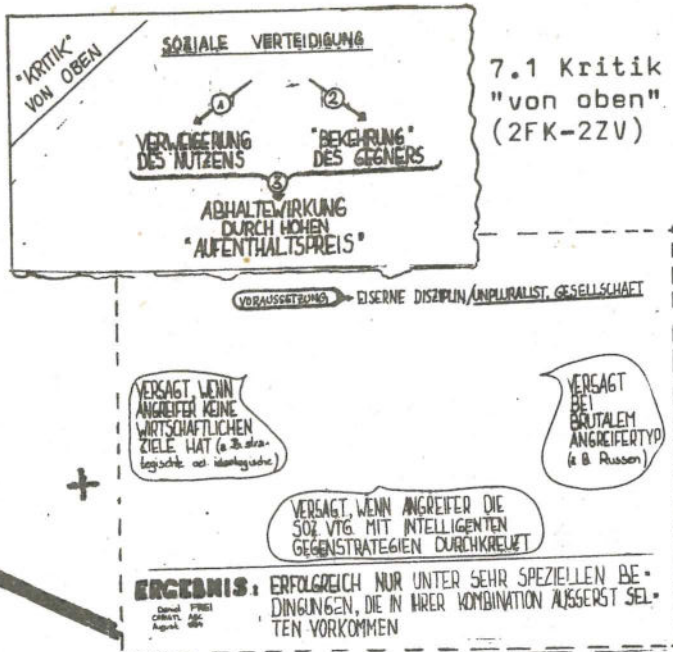 "KRITIK"
VON OBEN
SOZIALE VERTEIDIGUNG
1
2
VERWEIGERUNG
DES NUTZENS
"BEKEHRUNG"
DES GEGNERS
3
ABHALTEWIRKUNG
DURCH HOHEN
"AUFENTHALTSPREIS"
7.1 Kritik
"von oben"
(2FK-2ZV)
VORAUSSETZUNG EISERNE DISZIPLIN/UNPLURALIST. GESELLSCHAFT
VERSAGT, WENN
ANGREIFER KEINE
WIRTSCHAFTLICHEN
ZIELE HAT (z.B. stra-
tegische od. ideologische)
VERSAGT
BEI
BRUTALEM
ANGREIFERTYP
(z B. Russen)
+
VERSAGT, WENN ANGREIFER DIE
SOZ. VTG. MIT INTELLIGENTEN
GEGENSTRATEGIEN DURCHKREUZT
ERGEBNIS: ERFOLGREICH NUR UNTER SEHR SPEZIELLEN BE-
DINGUNGEN, DIE IN IHRER KOMBINATION ÄUSSERST SEL-
TEN VORKOMMEN
Daniel FREI
August